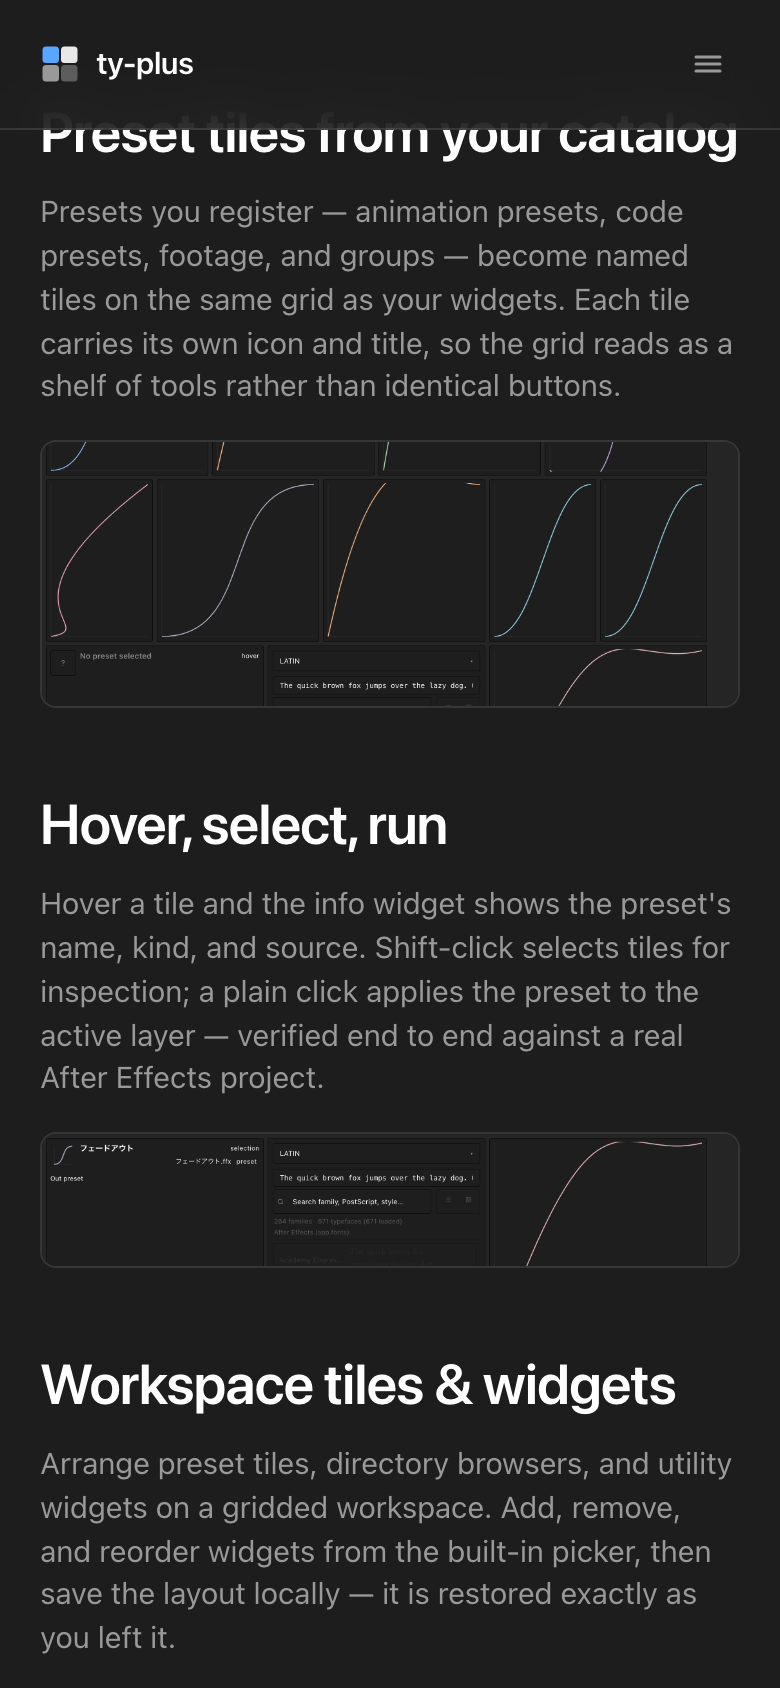 ty-plus
Preset tiles from your catalog
Presets you register — animation presets, code
presets, footage, and groups — become named
tiles on the same grid as your widgets. Each tile
carries its own icon and title, so the grid reads as a
shelf of tools rather than identical buttons.
?
No preset selected
hover
LATIN
The quick brown fox jumps over the lazy dog.
Hover, select, run
Hover a tile and the info widget shows the preset's
name, kind, and source. Shift-click selects tiles for
inspection; a plain click applies the preset to the
active layer — verified end to end against a real
After Effects project.
フェードアウト
selection
フェードアウト.ffx preset
Out preset
LATIN
The quick brown fox jumps over the lazy dog.
Search family, PostScript, style...
After Effects (app.fonts)
Workspace tiles & widgets
Arrange preset tiles, directory browsers, and utility
widgets on a gridded workspace. Add, remove,
and reorder widgets from the built-in picker, then
save the layout locally — it is restored exactly as
you left it.